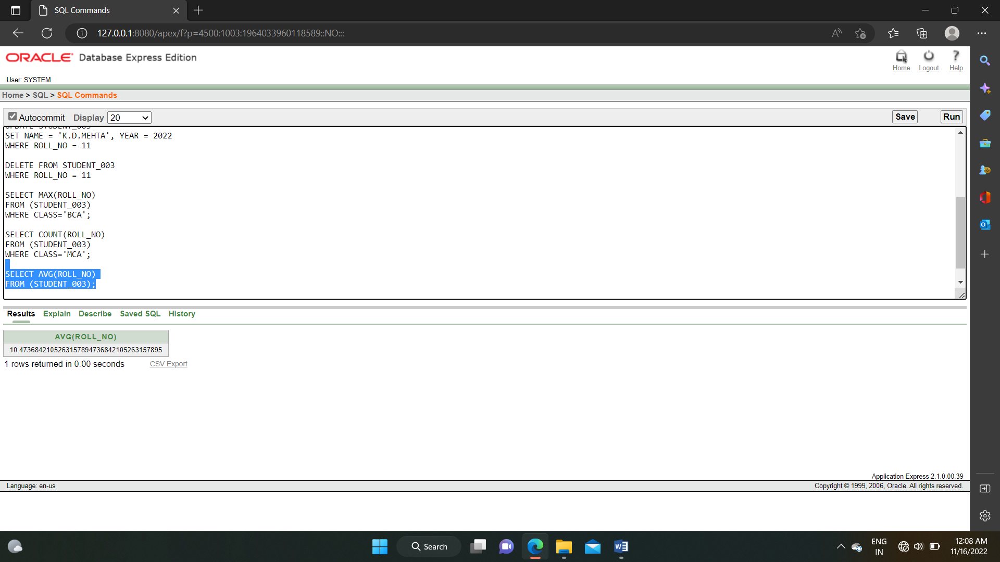 SQL Commands
127.0.0.1:8080/apex/f?p=4500:1003:1964033960118589::NO:::
ORACLE Database Express Edition
Home Logout Help
User: SYSTEM
Home > SQL > SQL Commands
Autocommit Display 20 Save Run
UPDATE STUDENT_003
SET NAME = 'K.D.MEHTA', YEAR = 2022
WHERE ROLL_NO = 11
DELETE FROM STUDENT_003
WHERE ROLL_NO = 11
SELECT MAX(ROLL_NO)
FROM (STUDENT_003)
WHERE CLASS='BCA';
SELECT COUNT(ROLL_NO)
FROM (STUDENT_003)
WHERE CLASS='MCA';
SELECT AVG(ROLL_NO)
FROM (STUDENT_003);
Results Explain Describe Saved SQL History
AVG(ROLL_NO)
10.4736842105263157894736842105263157895
1 rows returned in 0.00 seconds CSV Export
Application Express 2.1.0.00.39
Language: en-us Copyright © 1999, 2006, Oracle. All rights reserved.
Search
ENG
IN
12:08 AM
11/16/2022